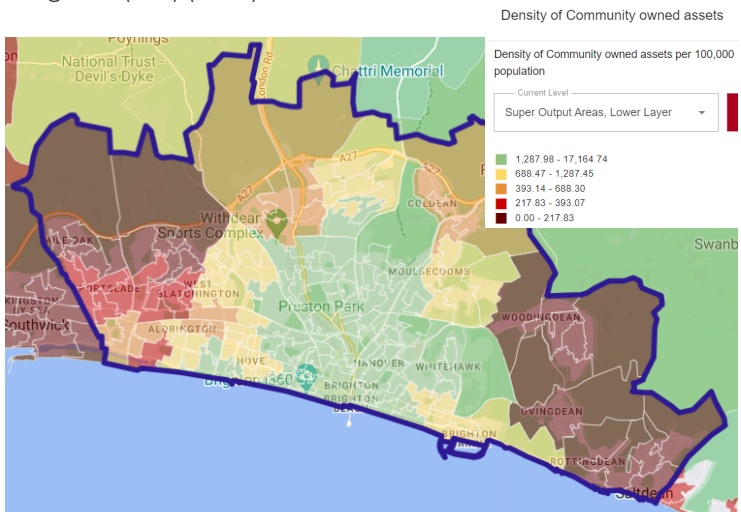 Density of Community owned assets
Density of Community owned assets per 100,000
population
Current Level
Super Output Areas, Lower Layer
1,287.98 - 17,164.74
688.47 - 1,287.45
393.14 - 688.30
217.83 - 393.07
0.00 - 217.83
Poynings
National Trust -
Devil's Dyke
London Rd
Chattri Memorial
A27
A27
A27
COLDEAN
Withdean
Sports Complex
Swanb
MILE OAK
PORTSLADE
WEST
BLATCHINGTON
MOULSECOOMB
KINGSTON
BY SEA
Southwick
Preston Park
WOODINGDEAN
ALDRINGTON
HOVE
HANOVER
WHITEHAWK
Brighton i360
BRIGHTON
BRIGHTON
BEACH
OVINGDEAN
BRIGHTON
ROTTINGDEAN
Saltdean